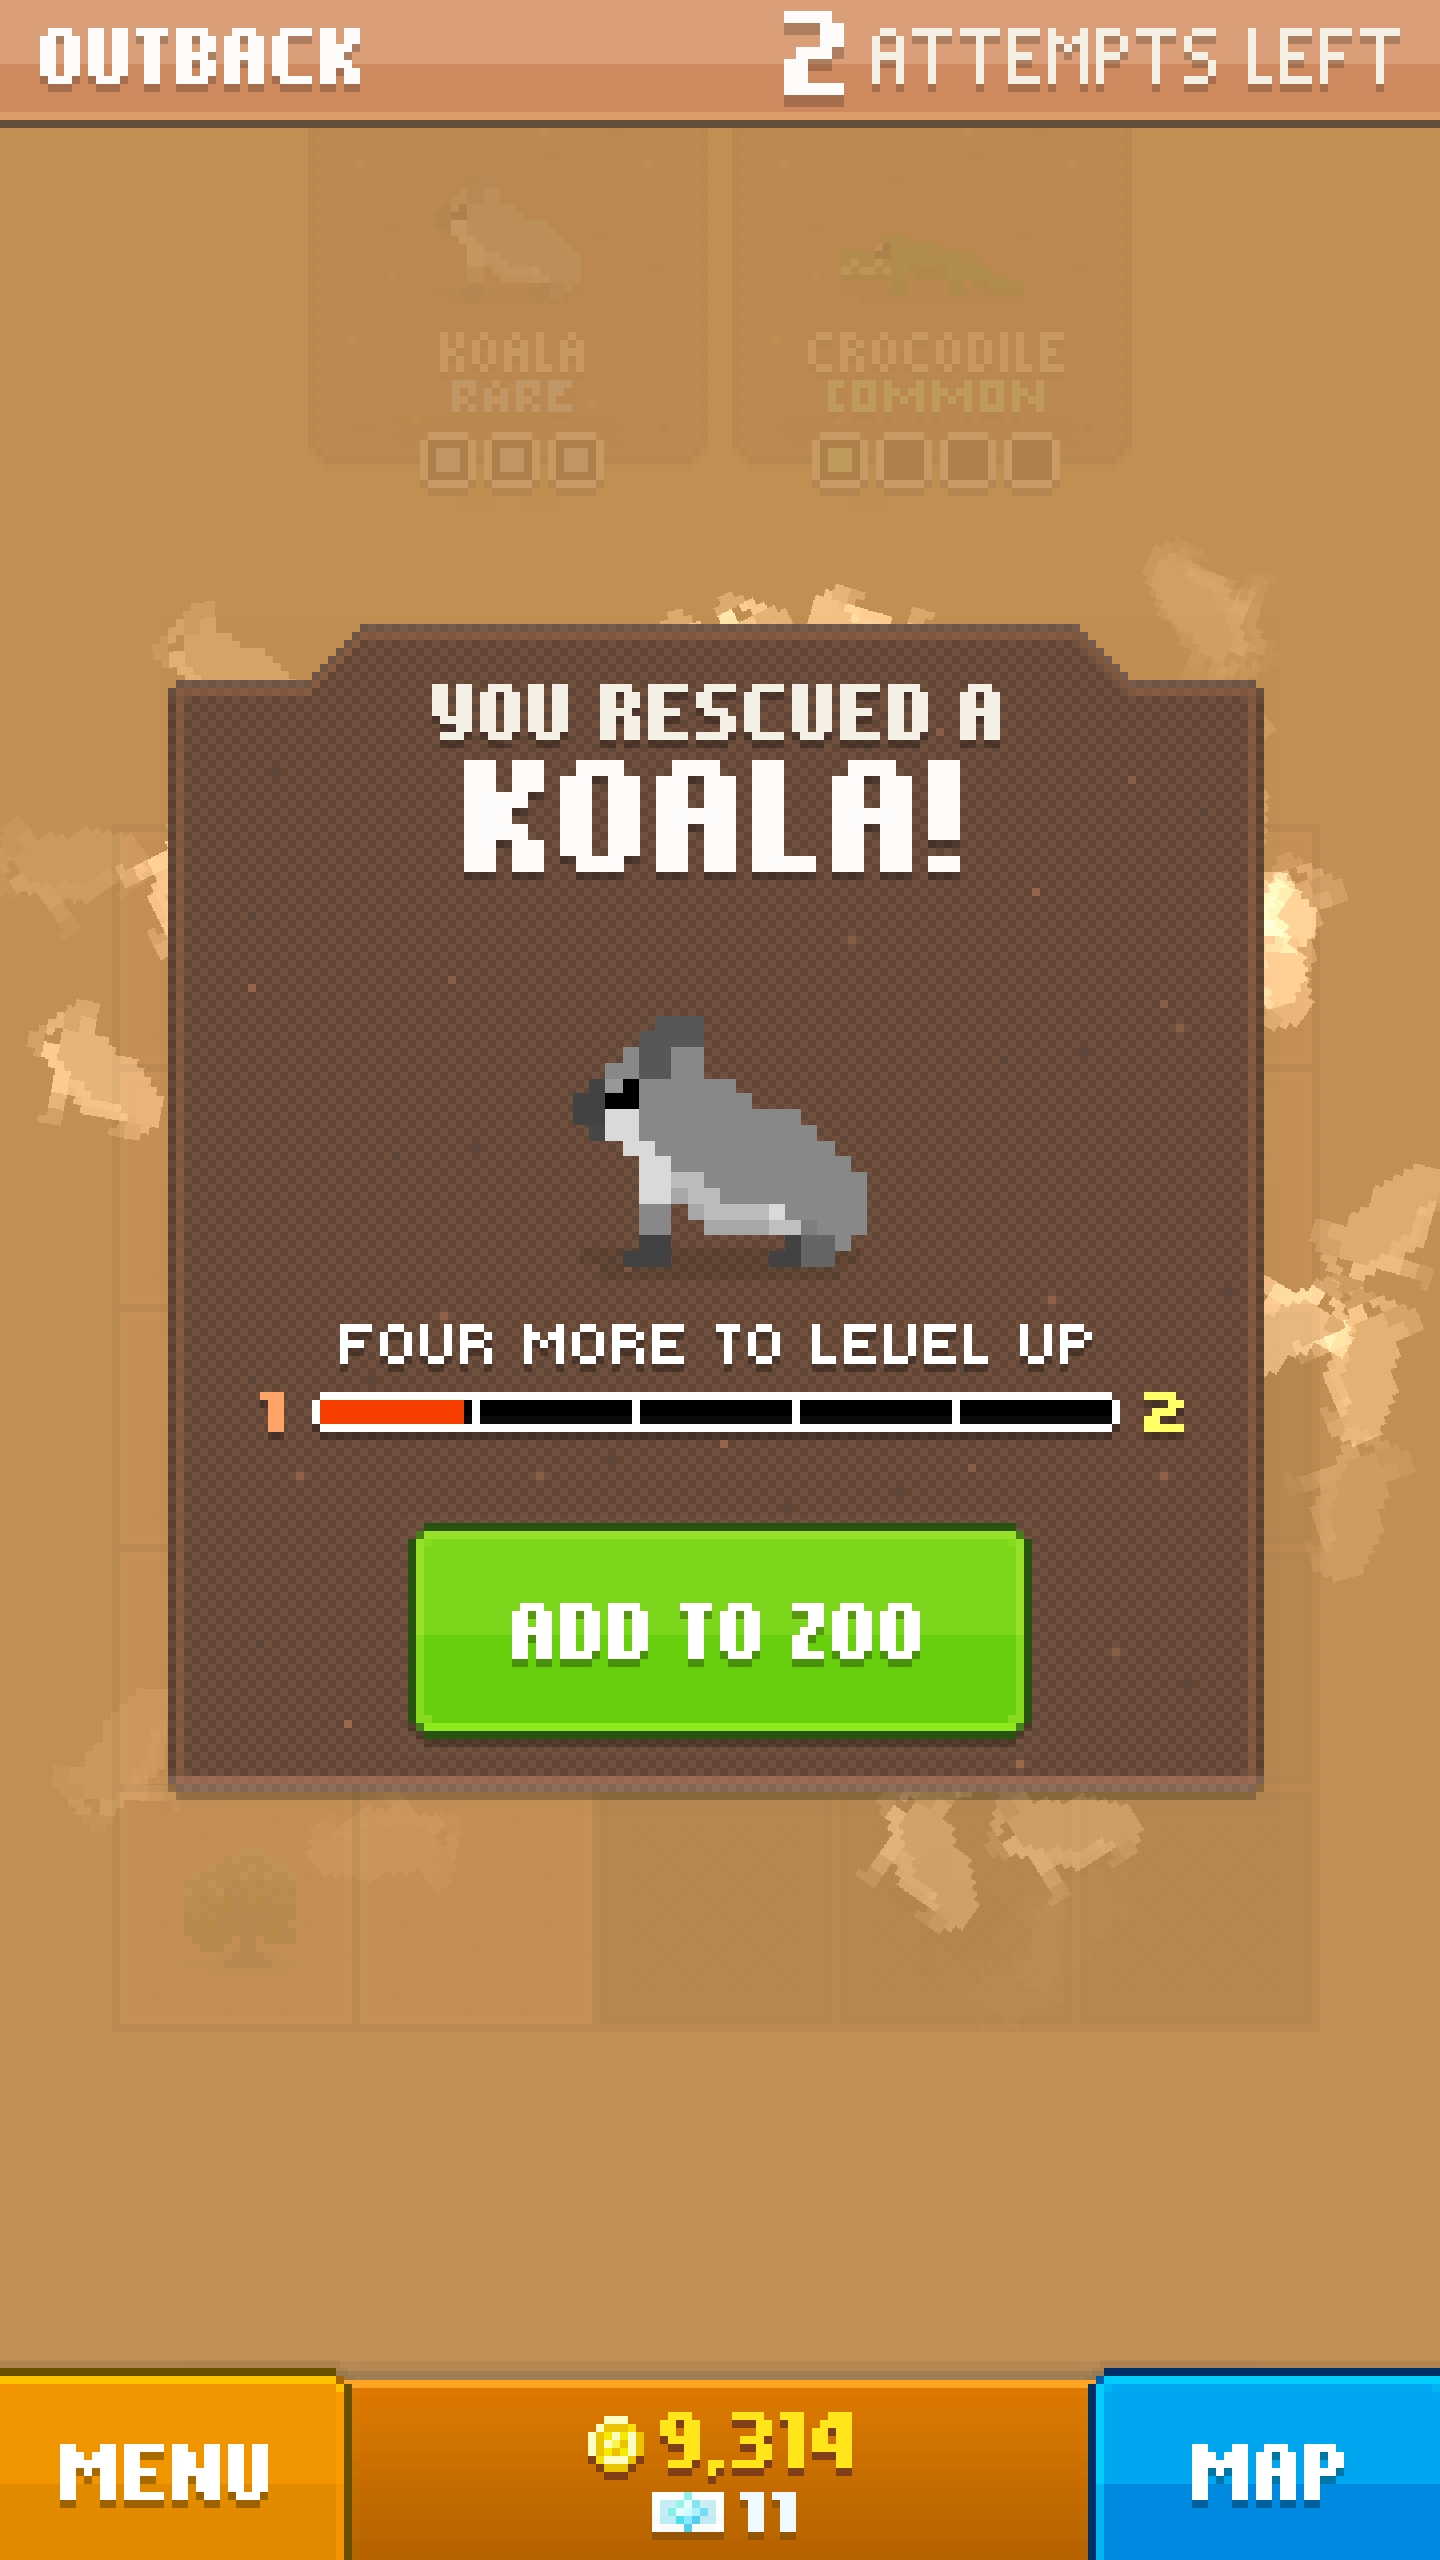 OUTBACK
2 ATTEMPTS LEFT
KOALA
RARE
CROCODILE
COMMON
YOU RESCUED A
KOALA!
FOUR MORE TO LEVEL UP
1
2
ADD TO ZOO
MENU
9,314
11
MAP